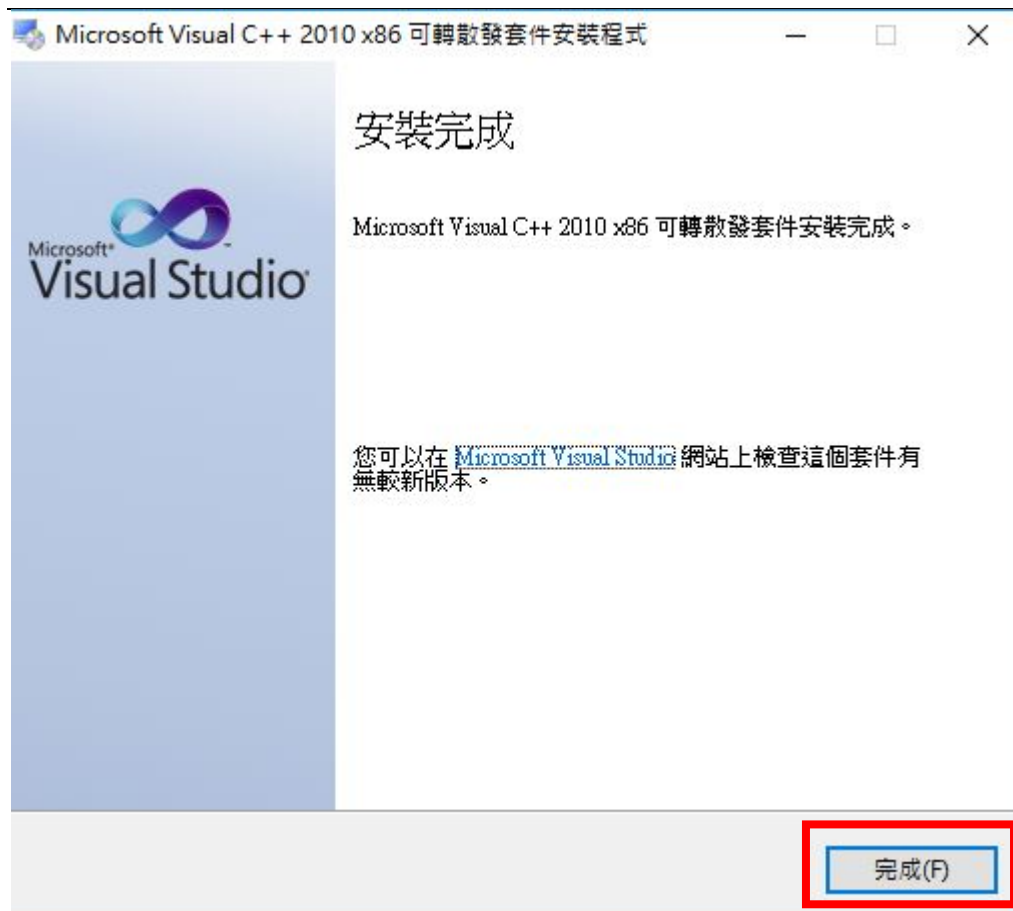 Microsoft Visual C++ 2010 x86 可轉散發套件安裝程式
安裝完成
Microsoft Visual C++ 2010 x86 可轉散發套件安裝完成。
Microsoft®
Visual Studio®
您可以在 Microsoft Visual Studio 網站上檢查這個套件有
無較新版本。
完成(F)